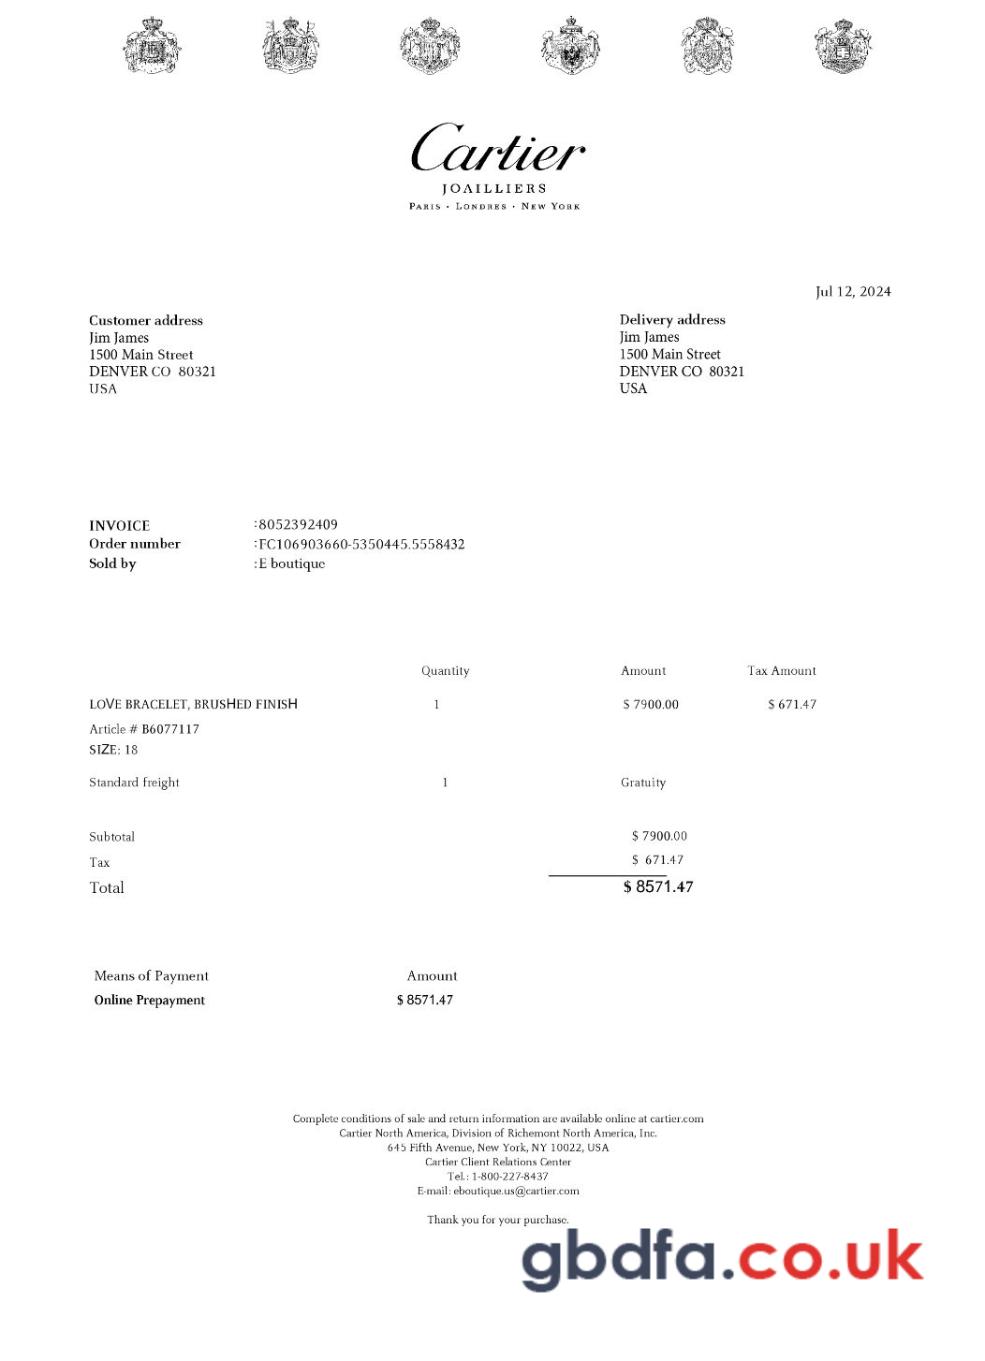 Cartier
JOAILLIERS
PARIS · LONDRES · NEW YORK
Jul 12, 2024
Customer address
Jim James
1500 Main Street
DENVER CO 80321
USA
Delivery address
Jim James
1500 Main Street
DENVER CO 80321
USA
INVOICE :8052392409
Order number :FC106903660-5350445.5558432
Sold by :E boutique
Quantity Amount Tax Amount
LOVE BRACELET, BRUSHED FINISH 1 $ 7900.00 $ 671.47
Article # B6077117
SIZE: 18
Standard freight 1 Gratuity
Subtotal $ 7900.00
Tax $ 671.47
Total $ 8571.47
Means of Payment Amount
Online Prepayment $ 8571.47
Complete conditions of sale and return information are available online at cartier.com
Cartier North America, Division of Richemont North America, Inc.
645 Fifth Avenue, New York, NY 10022, USA
Cartier Client Relations Center
Tel.: 1-800-227-8437
E-mail: eboutique.us@cartier.com
Thank you for your purchase.
gbdfa.co.uk